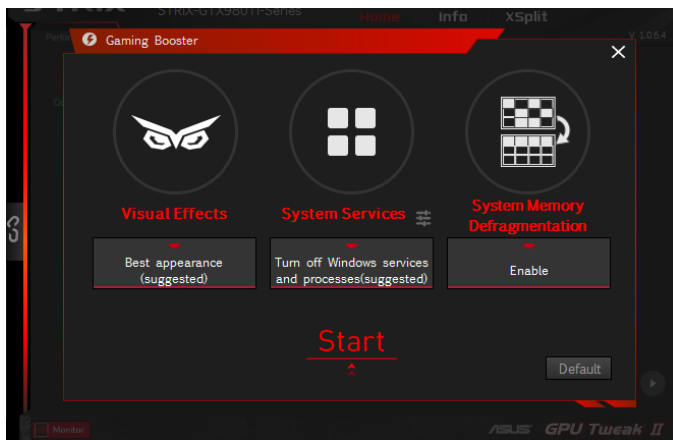 STRIX
STRIX-GTX980TI-Series
Home
Info
XSplit
V. 1.0.6.4
Gaming Booster
Visual Effects
System Services
System Memory
Defragmentation
Best appearance
(suggested)
Turn off Windows services
and processes(suggested)
Enable
Start
Default
Monitor
ASUS GPU Tweak II